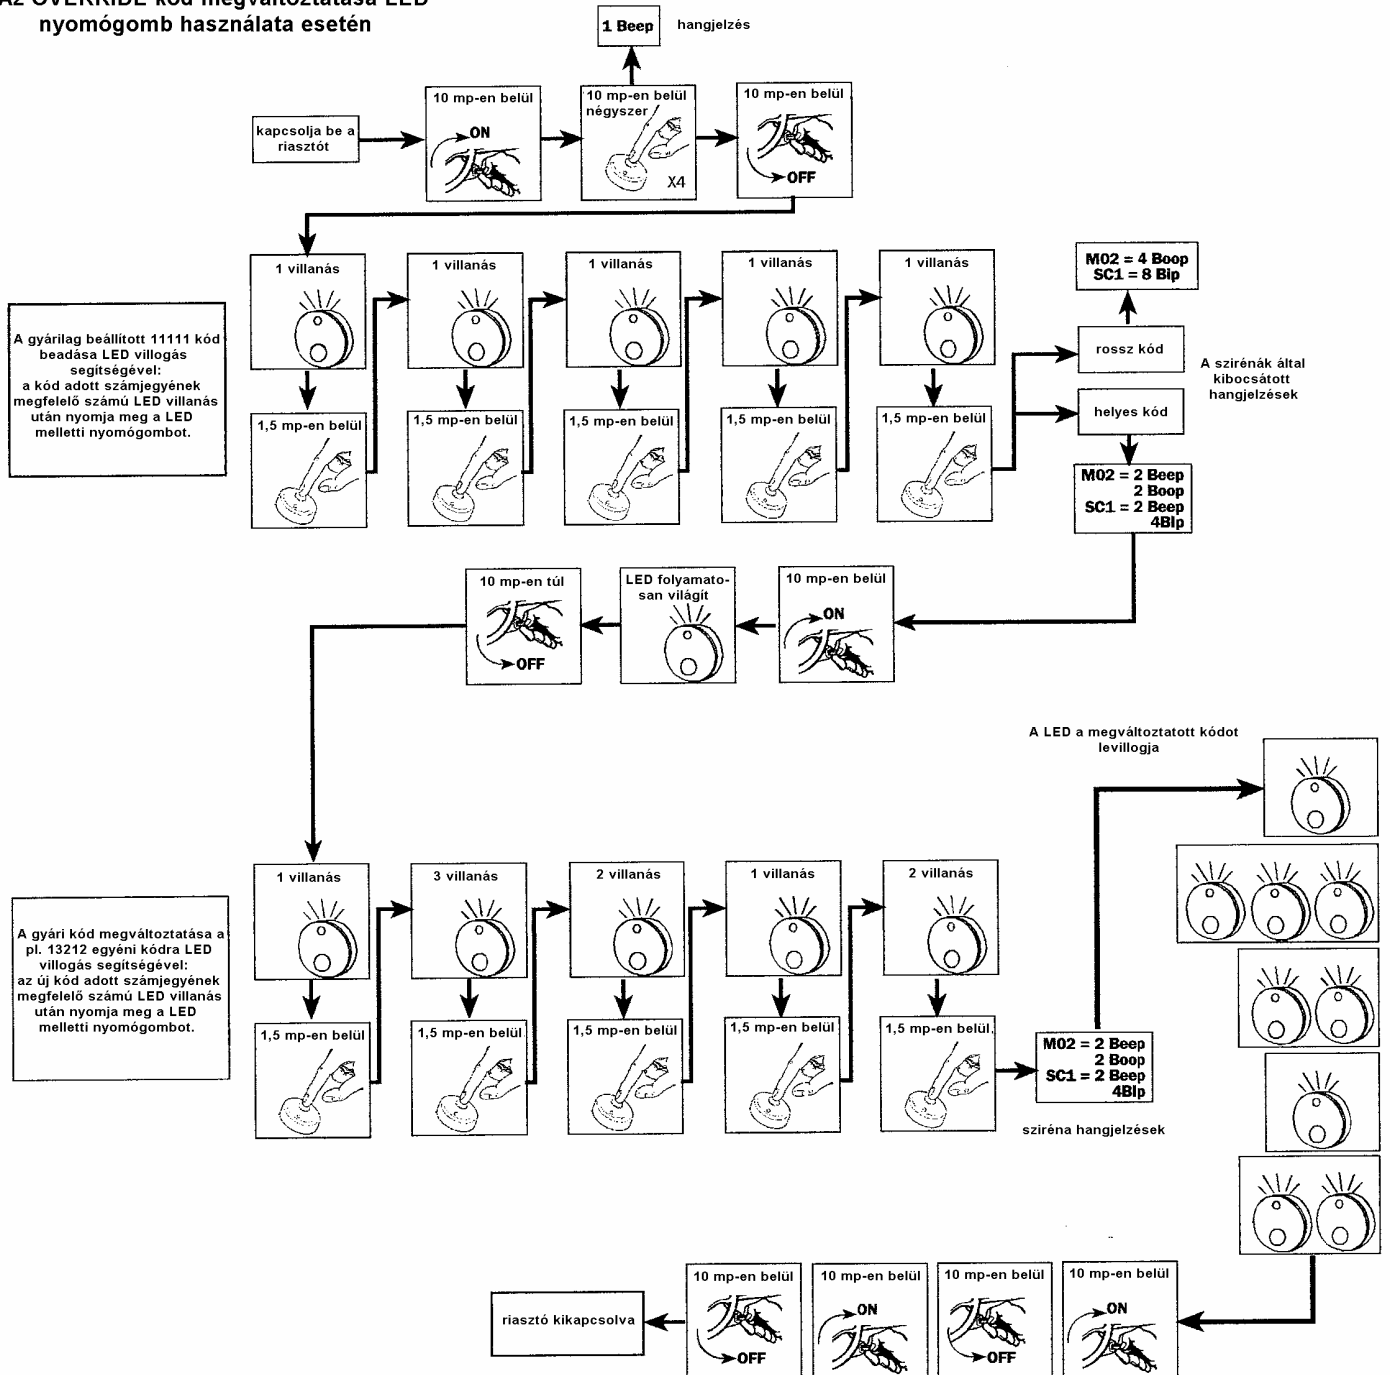 Az OVERRIDE kód megváltoztatása LED
nyomógomb használata esetén
1 Beep
hangjelzés
kapcsolja be a
riasztót
10 mp-en belül
ON
10 mp-en belül
négyszer
X4
10 mp-en belül
OFF
A gyárilag beállított 11111 kód
beadása LED villogás
segítségével:
a kód adott számjegyének
megfelelő számú LED villanás
után nyomja meg a LED
melletti nyomógombot.
1 villanás
1 villanás
1 villanás
1 villanás
1 villanás
1,5 mp-en belül
1,5 mp-en belül
1,5 mp-en belül
1,5 mp-en belül
1,5 mp-en belül
M02 = 4 Boop
SC1 = 8 Bip
rossz kód
helyes kód
A szirénák által
kibocsátott
hangjelzések
M02 = 2 Beep
2 Boop
SC1 = 2 Beep
4Bip
10 mp-en belül
ON
LED folyamato-
san világít
10 mp-en túl
OFF
A gyári kód megváltoztatása a
pl. 13212 egyéni kódra LED
villogás segítségével:
az új kód adott számjegyének
megfelelő számú LED villanás
után nyomja meg a LED
melletti nyomógombot.
1 villanás
3 villanás
2 villanás
1 villanás
2 villanás
1,5 mp-en belül
1,5 mp-en belül
1,5 mp-en belül
1,5 mp-en belül
1,5 mp-en belül
M02 = 2 Beep
2 Boop
SC1 = 2 Beep
4Bip
sziréna hangjelzések
A LED a megváltoztatott kódot
levillogja
10 mp-en belül
ON
10 mp-en belül
OFF
10 mp-en belül
ON
10 mp-en belül
OFF
riasztó kikapcsolva